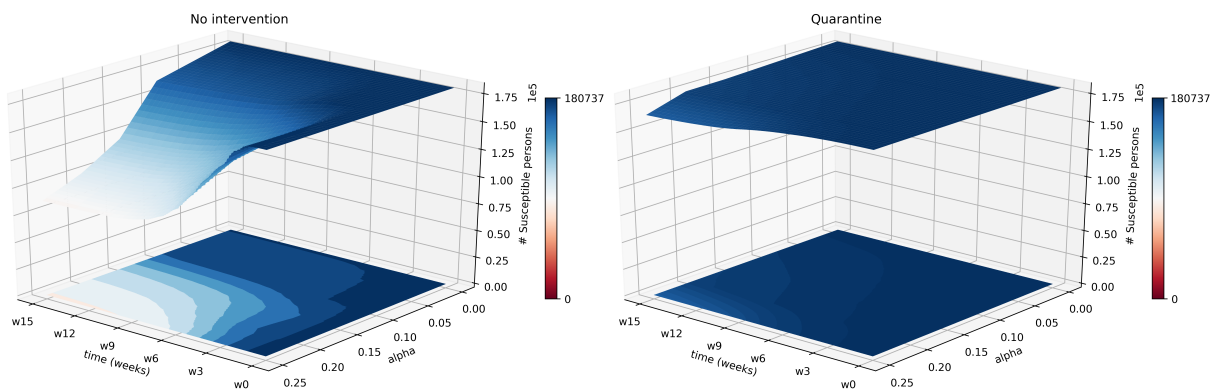 No intervention
1e5
1.75
1.50
1.25
1.00
0.75
0.50
0.25
0.00
# Susceptible persons
180737
0
w15
w12
w9
w6
w3
w0
time (weeks)
0.00
0.05
0.10
0.15
0.20
0.25
alpha
Quarantine
1e5
1.75
1.50
1.25
1.00
0.75
0.50
0.25
0.00
# Susceptible persons
180737
0
w15
w12
w9
w6
w3
w0
time (weeks)
0.00
0.05
0.10
0.15
0.20
0.25
alpha